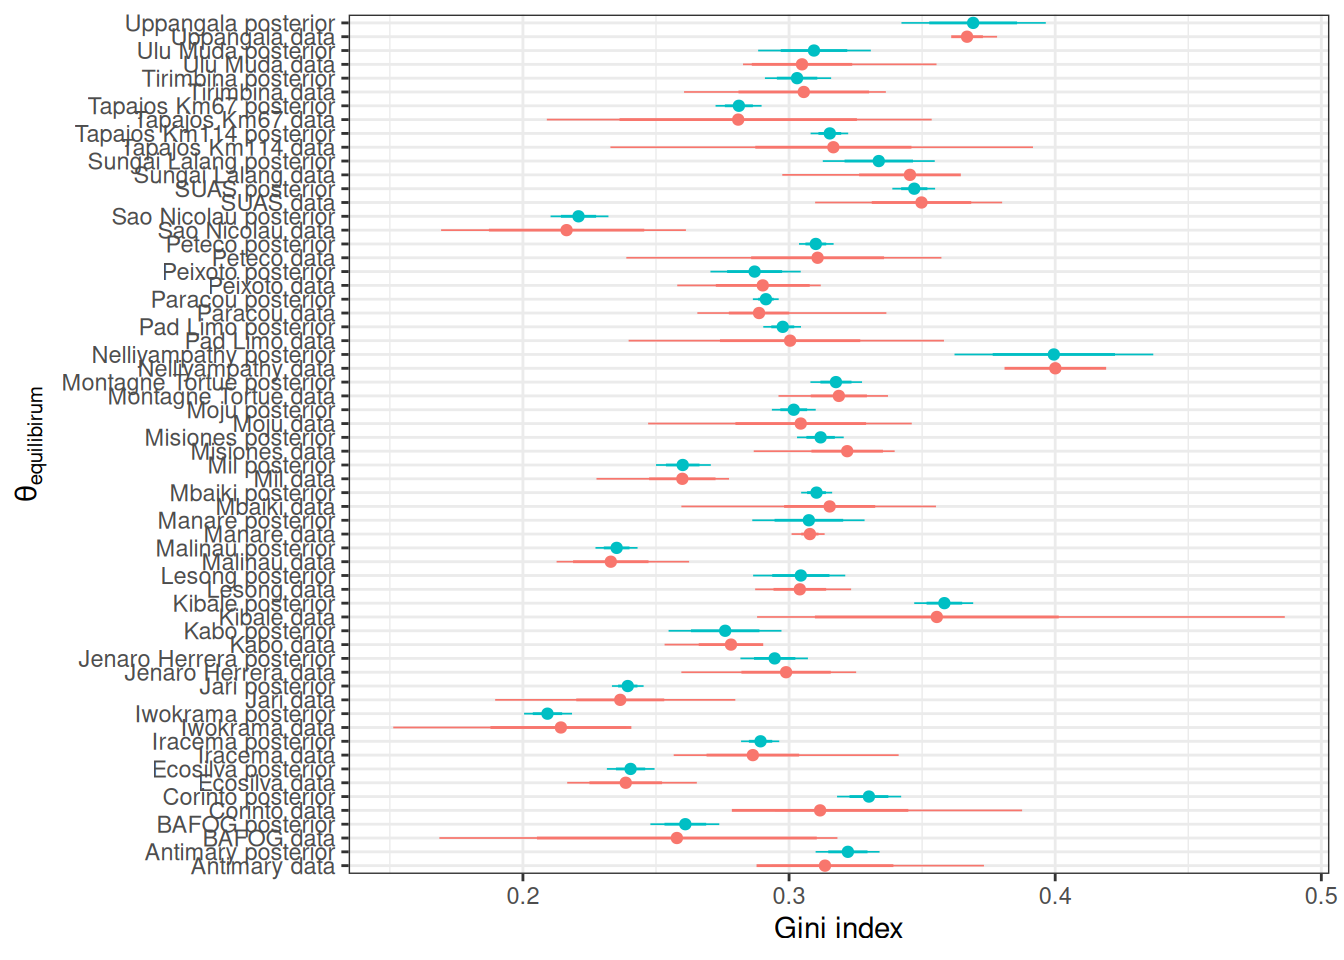 Uppangala posterior
Uppangala data
Ulu Muda posterior
Ulu Muda data
Tirimbina posterior
Tirimbina data
Tapajos Km67 posterior
Tapajos Km67 data
Tapajos Km114 posterior
Tapajos Km114 data
Sungai Lalang posterior
Sungai Lalang data
SUAS posterior
SUAS data
Sao Nicolau posterior
Sao Nicolau data
Peteco posterior
Peteco data
Peixoto posterior
Peixoto data
Paracou posterior
Paracou data
Pad Limo posterior
Pad Limo data
Nelliyampathy posterior
Nelliyampathy data
Montagne Tortue posterior
Montagne Tortue data
Moju posterior
Moju data
Misiones posterior
Misiones data
Mil posterior
Mil data
Mbaiki posterior
Mbaiki data
Manare posterior
Manare data
Malinau posterior
Malinau data
Lesong posterior
Lesong data
Kibale posterior
Kibale data
Kabo posterior
Kabo data
Jenaro Herrera posterior
Jenaro Herrera data
Jari posterior
Jari data
Iwokrama posterior
Iwokrama data
Iracema posterior
Iracema data
Ecosilva posterior
Ecosilva data
Corinto posterior
Corinto data
BAFOG posterior
BAFOG data
Antimary posterior
Antimary data
θequilibirum
0.2 0.3 0.4 0.5
Gini index